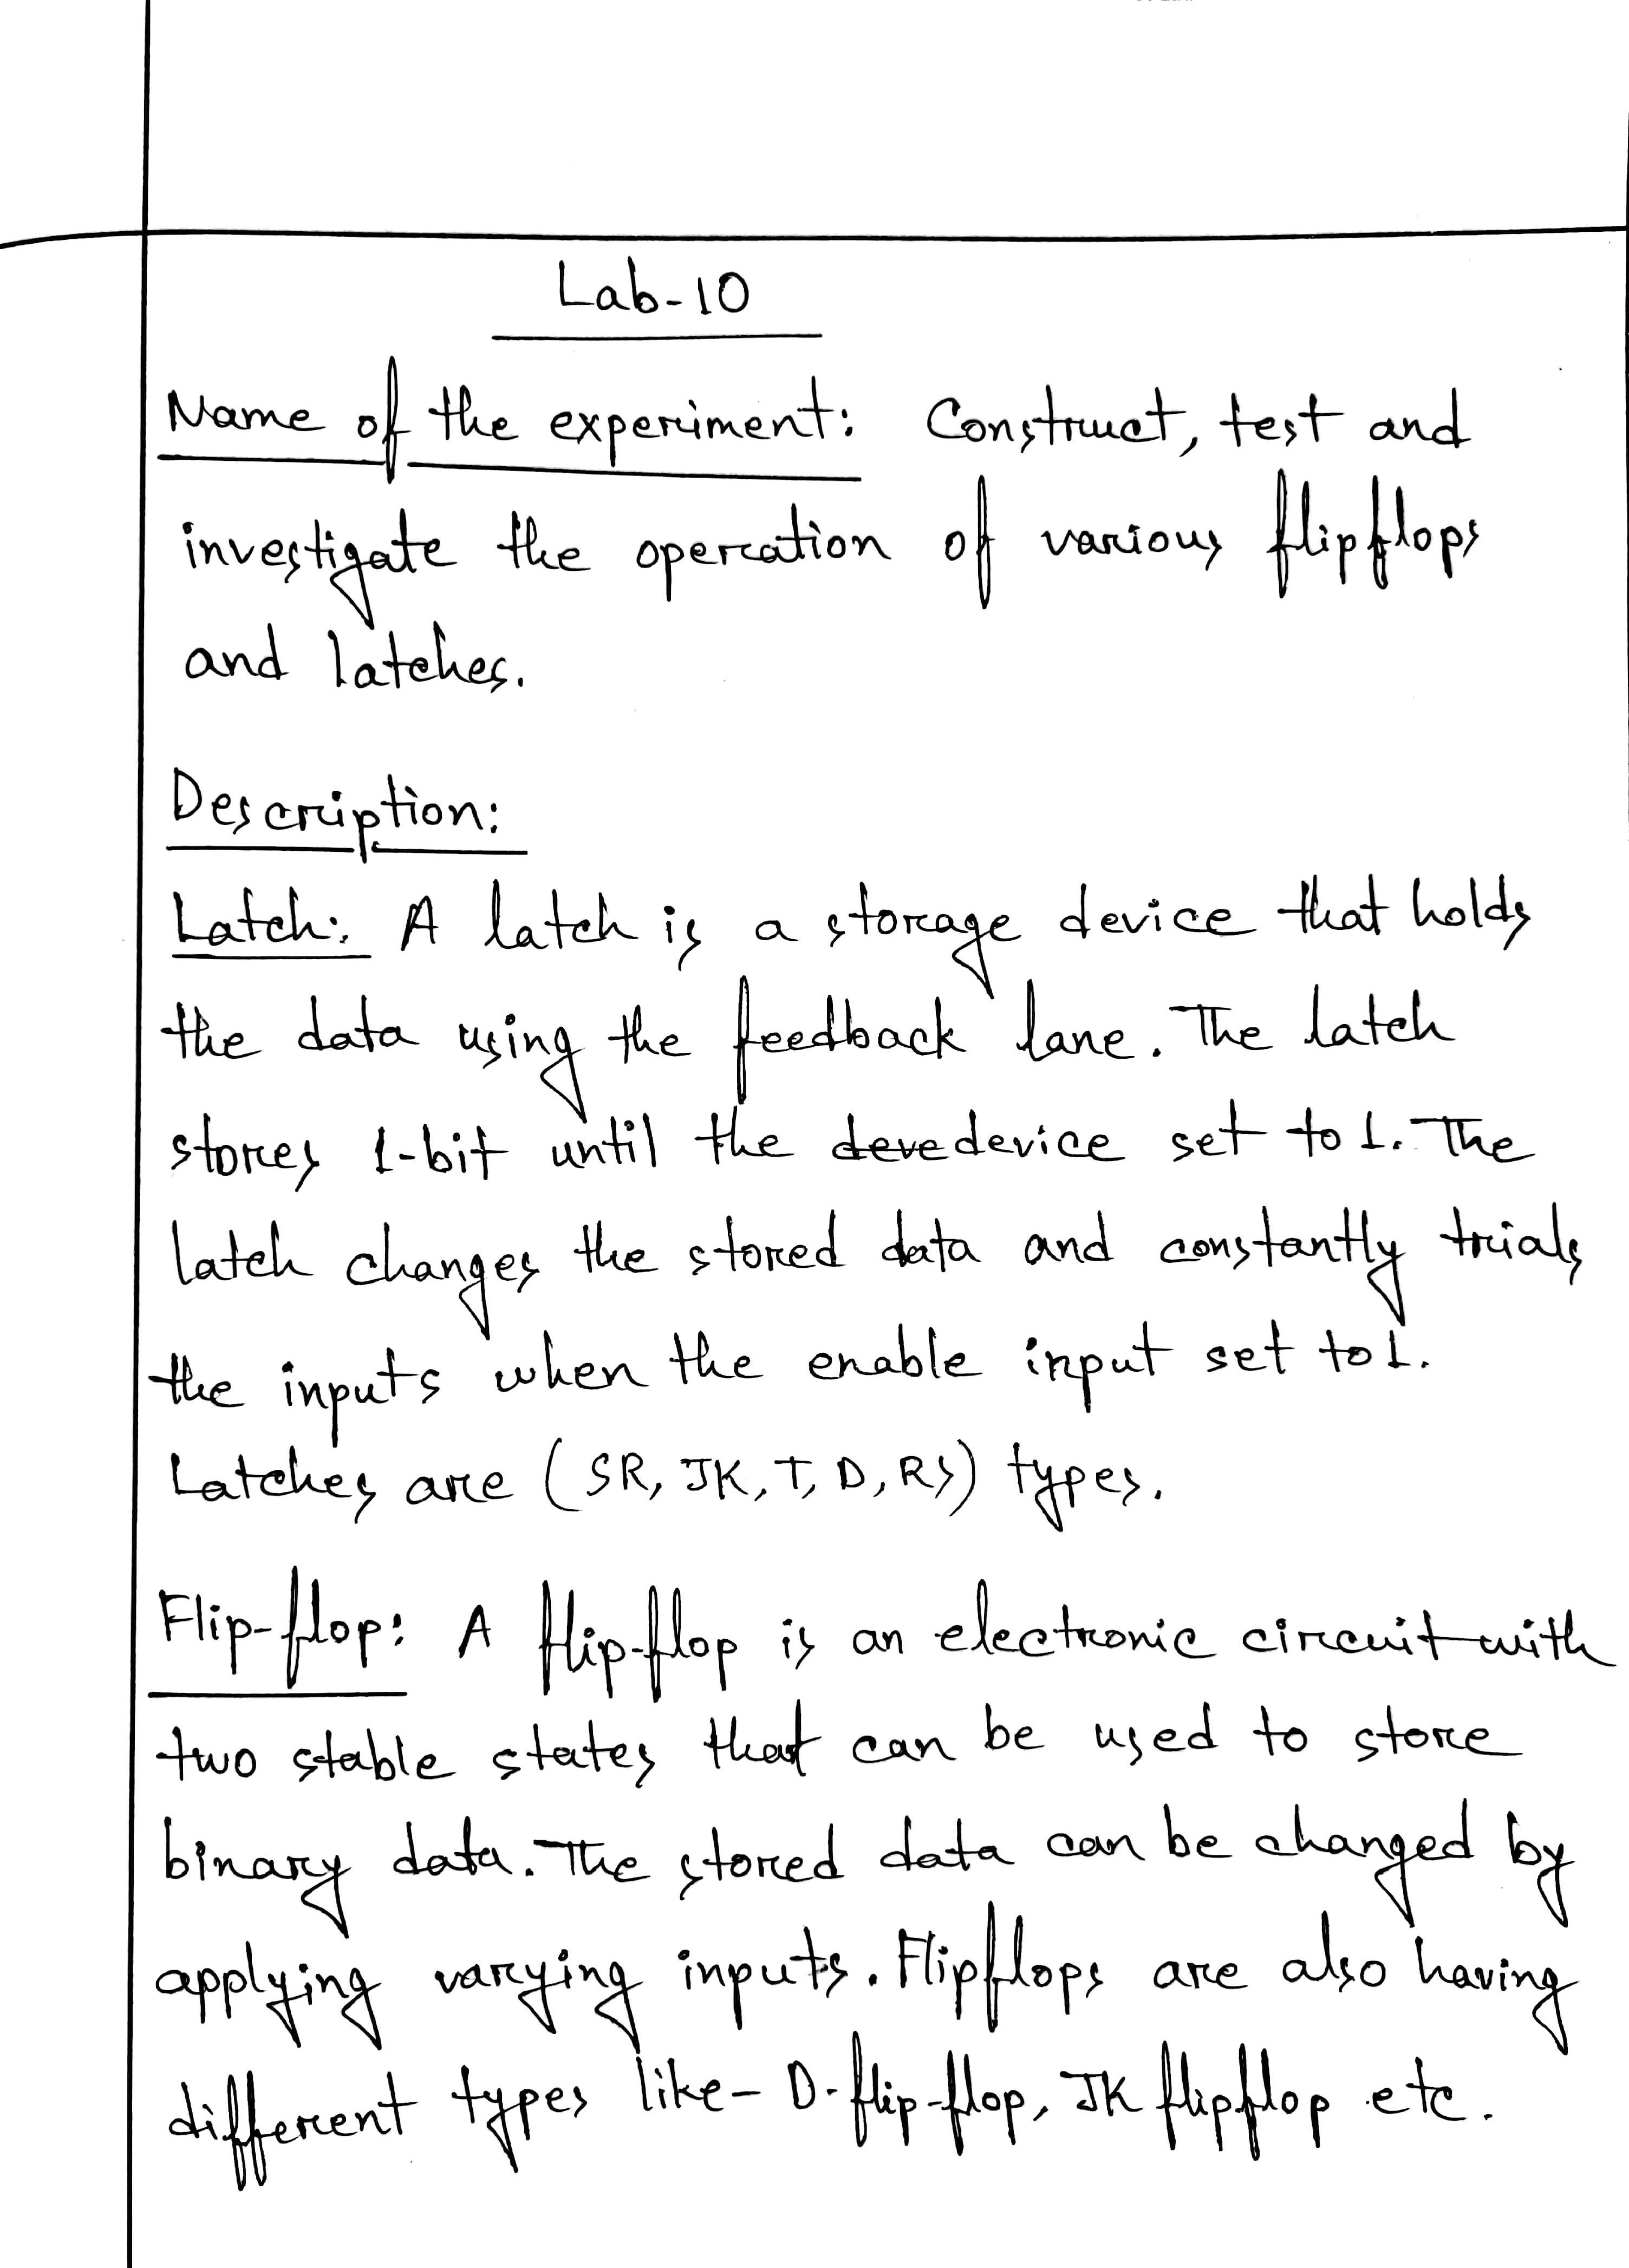 Lab-10
Name of the experiment: Construct, test and
investigate the operation of various flipflops
and latches.
Description:
Latch: A latch is a storage device that holds
the data using the feedback lane. The latch
stores 1-bit until the deve device set to 1. The
latch changes the stored data and constantly trials
the inputs when the enable input set to 1.
Latches are (SR, JK, T, D, RS) types.
Flip-flop: A flip-flop is an electronic circuit with
two stable states that can be used to store
binary data. The stored data can be changed by
applying varying inputs. Flipflops are also having
different types like- D-flip-flop, JK flipflop etc.